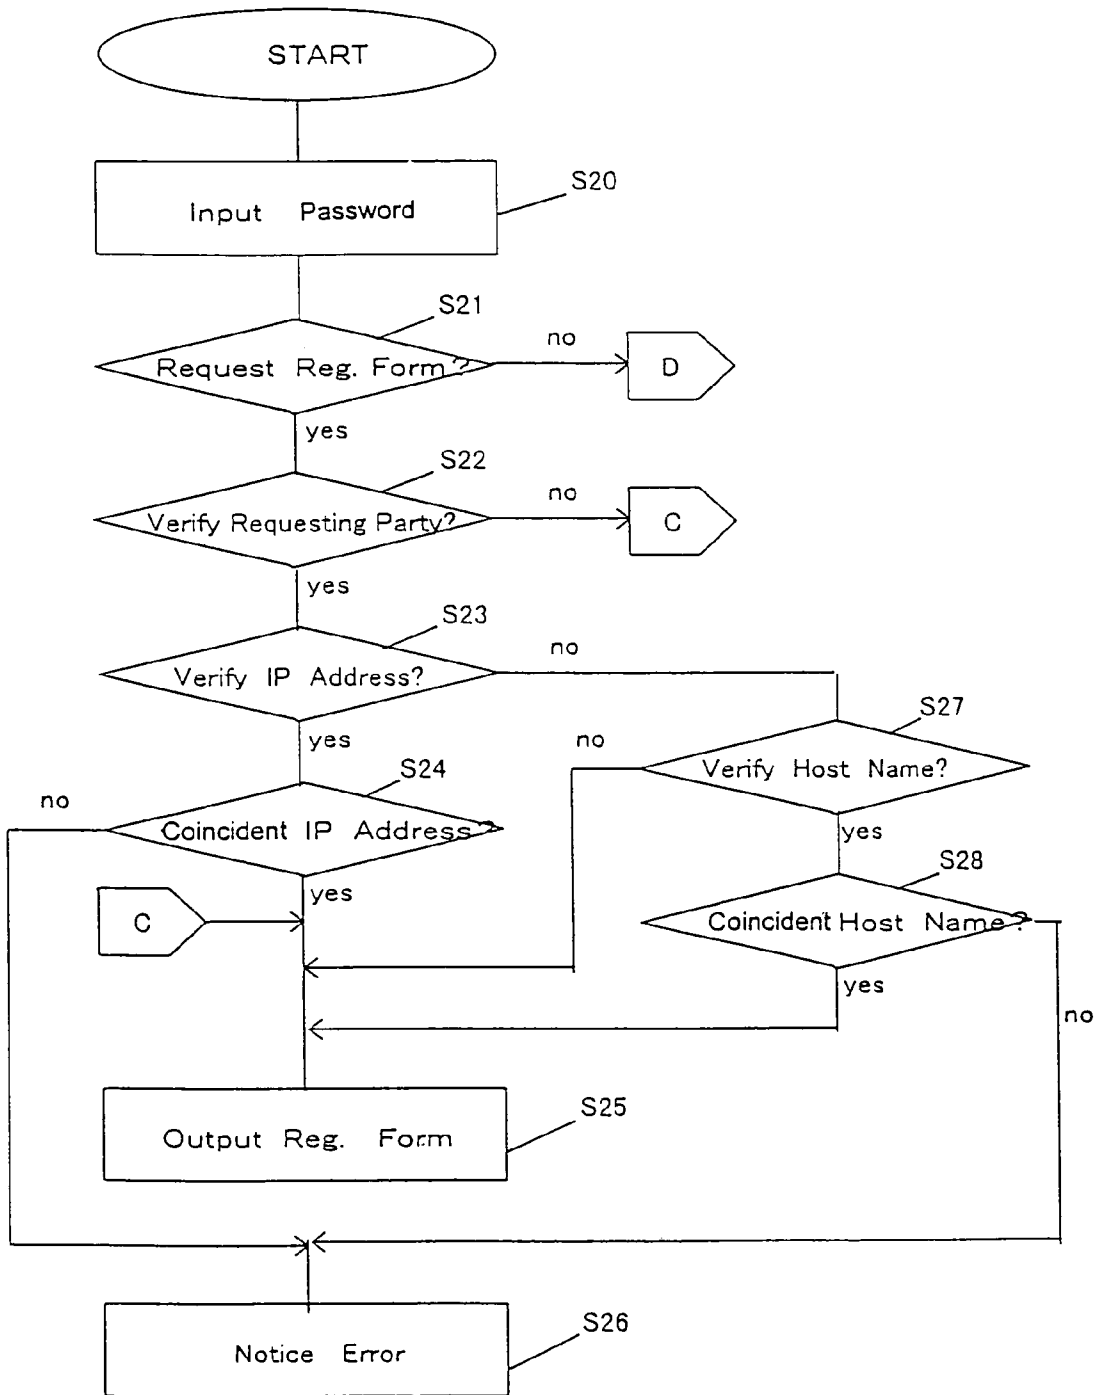 START
Input Password
S20
S21
Request Reg. Form?
no
D
yes
S22
Verify Requesting Party?
no
C
yes
S23
Verify IP Address?
no
yes
S27
Verify Host Name?
no
yes
S24
Coincident IP Address?
no
yes
C
S28
Coincident Host Name?
yes
no
Output Reg. Form
S25
Notice Error
S26